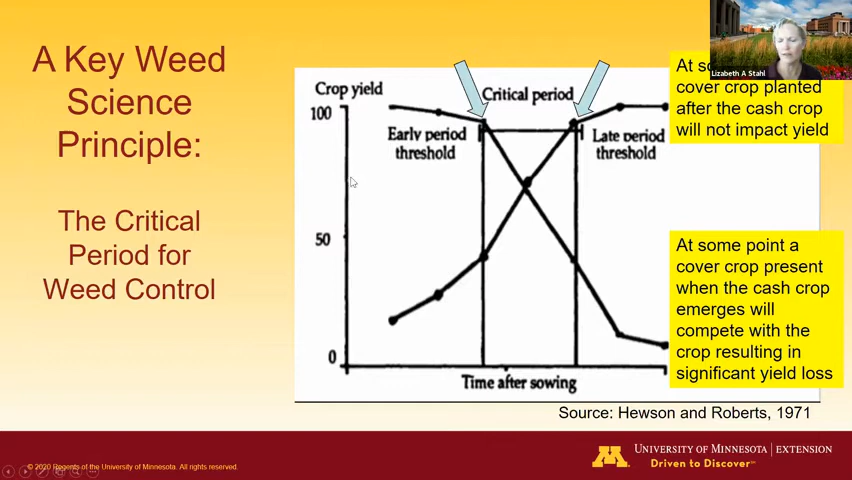 A Key Weed
Science
Principle:
The Critical
Period for
Weed Control
Crop yield
100
50
0
Critical period
Early period
threshold
Late period
threshold
Time after sowing
Lizabeth A Stahl
At
cover crop planted
after the cash crop
will not impact yield
At some point a
cover crop present
when the cash crop
emerges will
compete with the
crop resulting in
significant yield loss
Source: Hewson and Roberts, 1971
© 2020 Regents of the University of Minnesota. All rights reserved.
M
UNIVERSITY OF MINNESOTA | EXTENSION
Driven to Discover℠